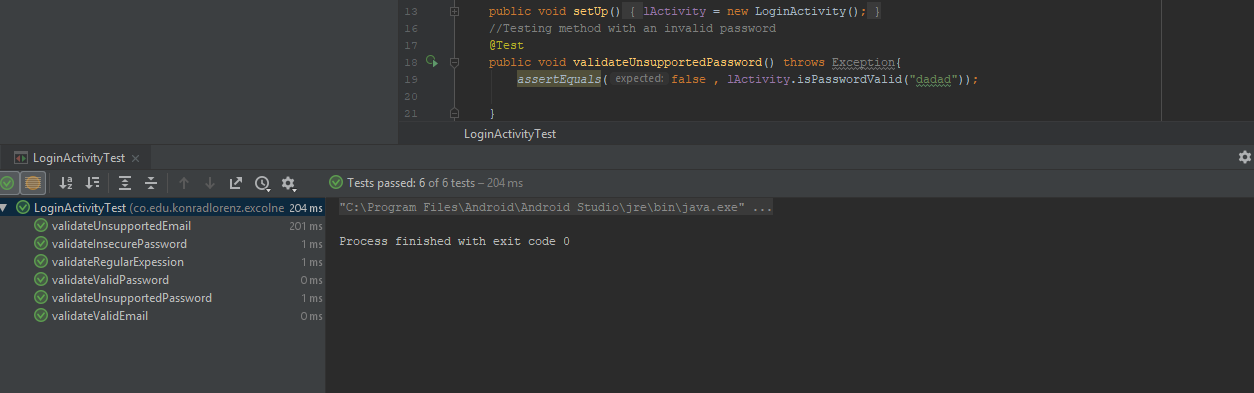 13 public void setUp() { lActivity = new LoginActivity(); }
16 //Testing method with an invalid password
17 @Test
18 public void validateUnsupportedPassword() throws Exception{
19 assertEquals( expected: false , lActivity.isPasswordValid("dadad"));
20
21 }
LoginActivityTest
LoginActivityTest
Tests passed: 6 of 6 tests – 204 ms
LoginActivityTest (co.edu.konradlorenz.excolne 204 ms
validateUnsupportedEmail 201 ms
validateInsecurePassword 1 ms
validateRegularExpession 1 ms
validateValidPassword 0 ms
validateUnsupportedPassword 1 ms
validateValidEmail 0 ms
"C:\Program Files\Android\Android Studio\jre\bin\java.exe" ...
Process finished with exit code 0